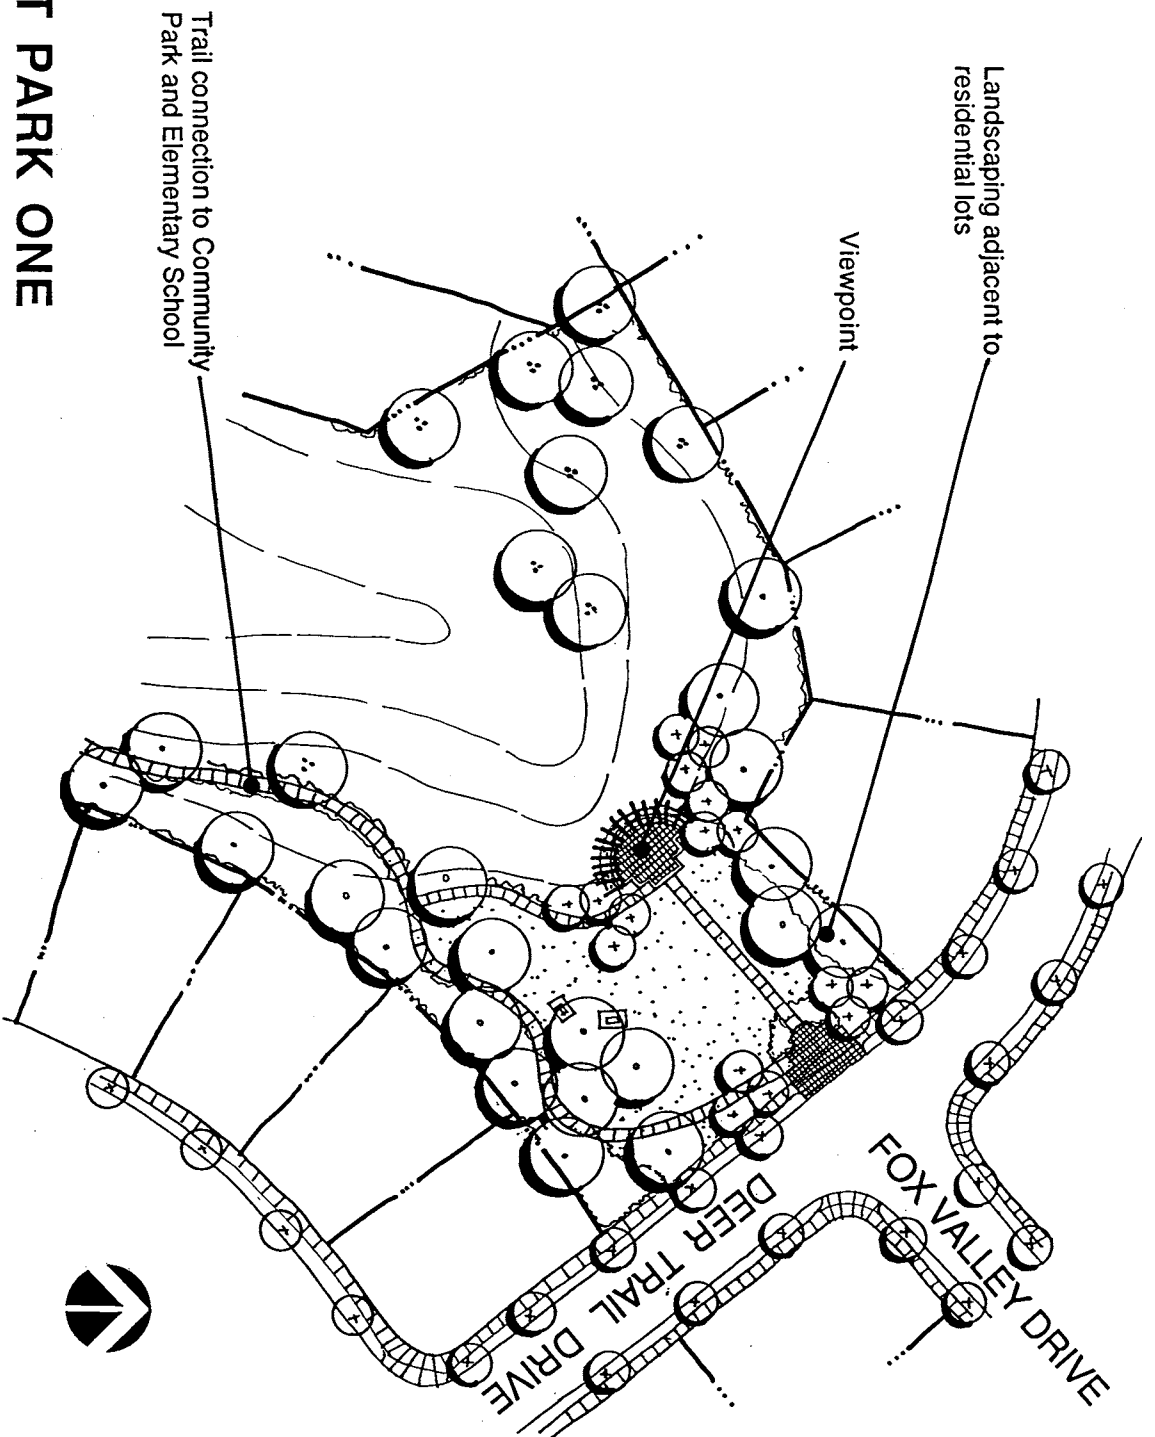 Landscaping adjacent to
residential lots
Viewpoint
Trail connection to Community
Park and Elementary School
FOX VALLEY DRIVE
DEER TRAIL DRIVE
T PARK ONE